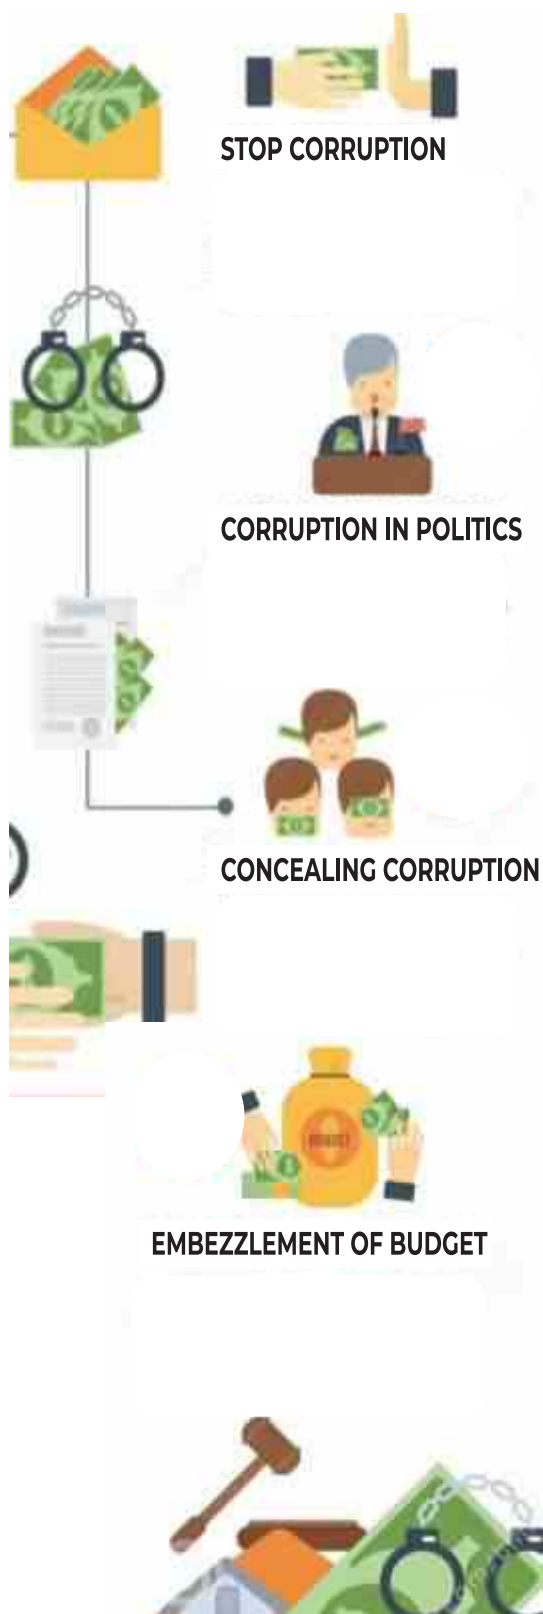 STOP CORRUPTION
CORRUPTION IN POLITICS
CONCEALING CORRUPTION
EMBEZZLEMENT OF BUDGET